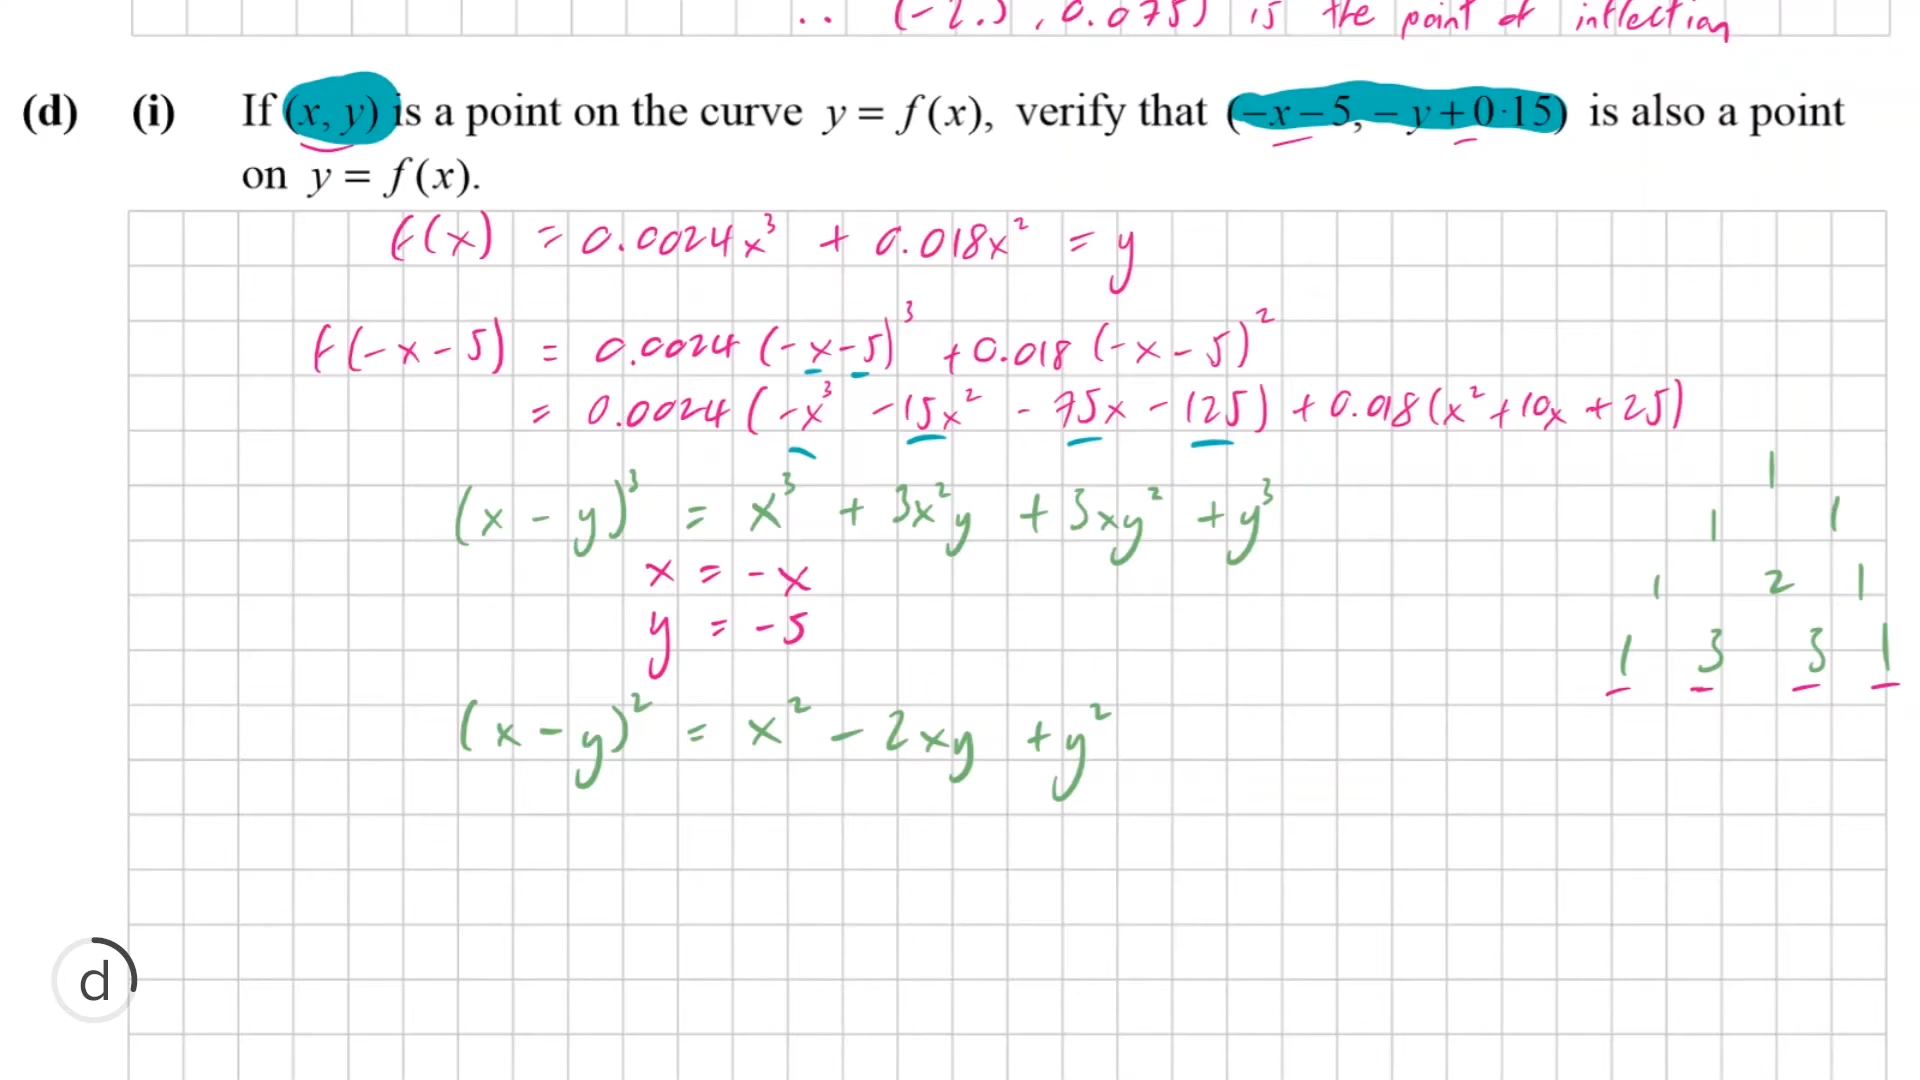 .. (-2.5, 0.075) is the point of inflection
(d) (i) If (x, y) is a point on the curve y = f(x), verify that (−x−5, −y+0·15) is also a point
on y = f(x).
f(x) = 0.0024x³ + 0.018x² = y
f(-x-5) = 0.0024(-x-5)³ + 0.018(-x-5)²
= 0.0024(-x³ -15x² - 75x - 125) + 0.018(x² + 10x + 25)
(x - y)³ = x³ + 3x²y + 3xy² + y³
x = -x
y = -5
(x - y)² = x² - 2xy + y²
1
1 1
1 2 1
1 3 3 1
d